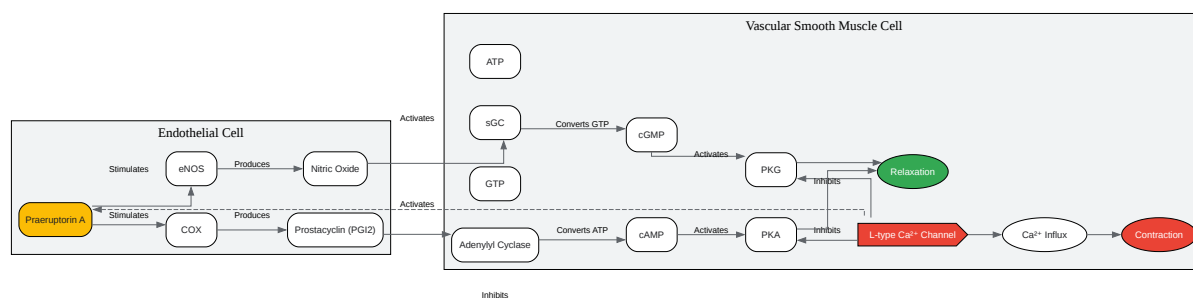 Vascular Smooth Muscle Cell
ATP
Activates
sGC
Converts GTP
cGMP
Endothelial Cell
Stimulates
eNOS
Produces
Nitric Oxide
GTP
Activates
PKG
Inhibits
Relaxation
Praeruptorin A
Stimulates
COX
Produces
Prostacyclin (PGI2)
Activates
Adenylyl Cyclase
Converts ATP
cAMP
Activates
PKA
Inhibits
L-type Ca²⁺ Channel
Ca²⁺ Influx
Contraction
Inhibits